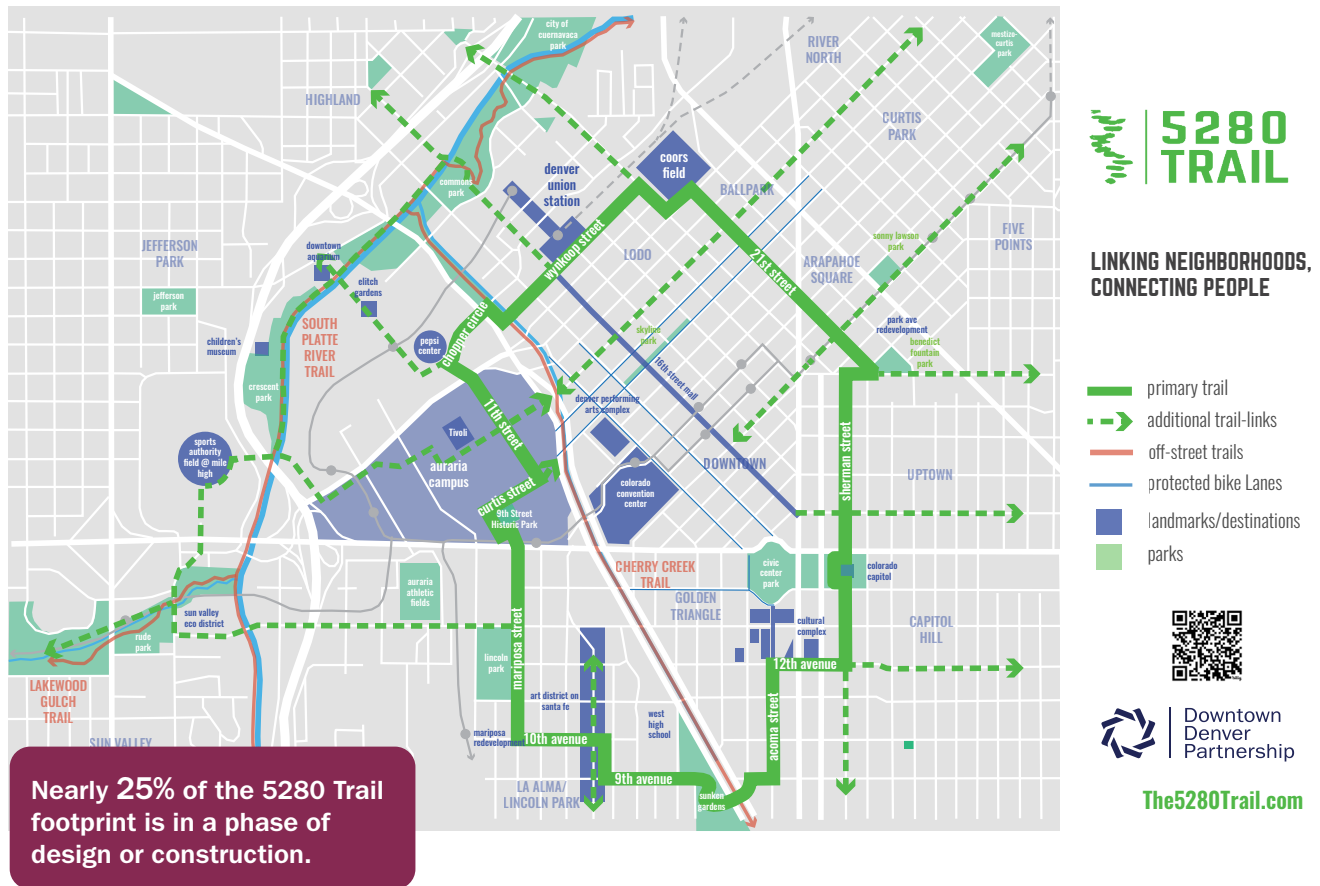 city of
cuernavaca
park
mestizo-
curtis
park
RIVER
NORTH
HIGHLAND
CURTIS
PARK
coors
field
denver
union
station
commons
park
BALLPARK
JEFFERSON
PARK
downtown
aquarium
wynkoop street
LODO
21st street
sonny lawson
park
FIVE
POINTS
ARAPAHOE
SQUARE
elitch
gardens
jefferson
park
SOUTH
PLATTE
RIVER
TRAIL
children's
museum
pepsi
center
chopper circle
skyline
park
park ave
redevelopment
benedict
fountain
park
crescent
park
16th street mall
denver performing
arts complex
11th street
Tivoli
sports
authority
field @ mile
high
auraria
campus
DOWNTOWN
sherman street
UPTOWN
curtis street
9th Street
Historic Park
colorado
convention
center
CHERRY CREEK
TRAIL
civic
center
park
colorado
capitol
auraria
athletic
fields
GOLDEN
TRIANGLE
sun valley
eco district
rude
park
cultural
complex
CAPITOL
HILL
mariposa street
lincoln
park
12th avenue
LAKEWOOD
GULCH
TRAIL
art district on
santa fe
west
high
school
acoma street
SUN VALLEY
mariposa
redevelopment
10th avenue
9th avenue
LA ALMA/
LINCOLN PARK
sunken
gardens
Nearly 25% of the 5280 Trail
footprint is in a phase of
design or construction.
5280
TRAIL
LINKING NEIGHBORHOODS,
CONNECTING PEOPLE
primary trail
additional trail-links
off-street trails
protected bike Lanes
landmarks/destinations
parks
Downtown
Denver
Partnership
The5280Trail.com